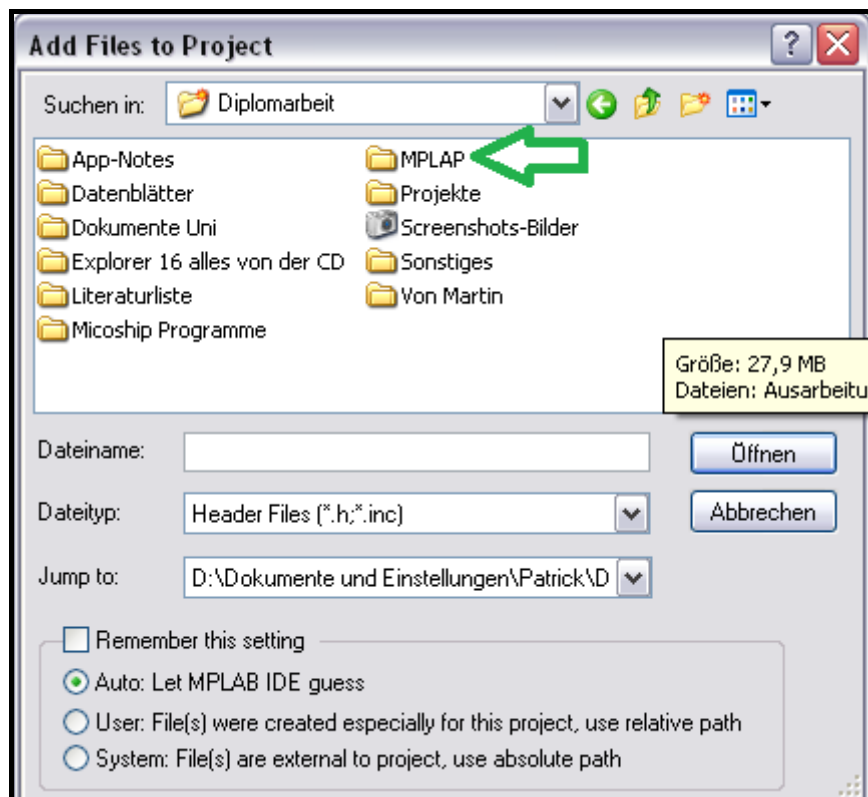 Add Files to Project
Suchen in: Diplomarbeit
App-Notes MPLAP
Datenblätter Projekte
Dokumente Uni Screenshots-Bilder
Explorer 16 alles von der CD Sonstiges
Literaturliste Von Martin
Micoship Programme
Größe: 27,9 MB
Dateien: Ausarbeitu
Dateiname: Öffnen
Dateityp: Header Files (*.h;*.inc) Abbrechen
Jump to: D:\Dokumente und Einstellungen\Patrick\D
Remember this setting
Auto: Let MPLAB IDE guess
User: File(s) were created especially for this project, use relative path
System: File(s) are external to project, use absolute path